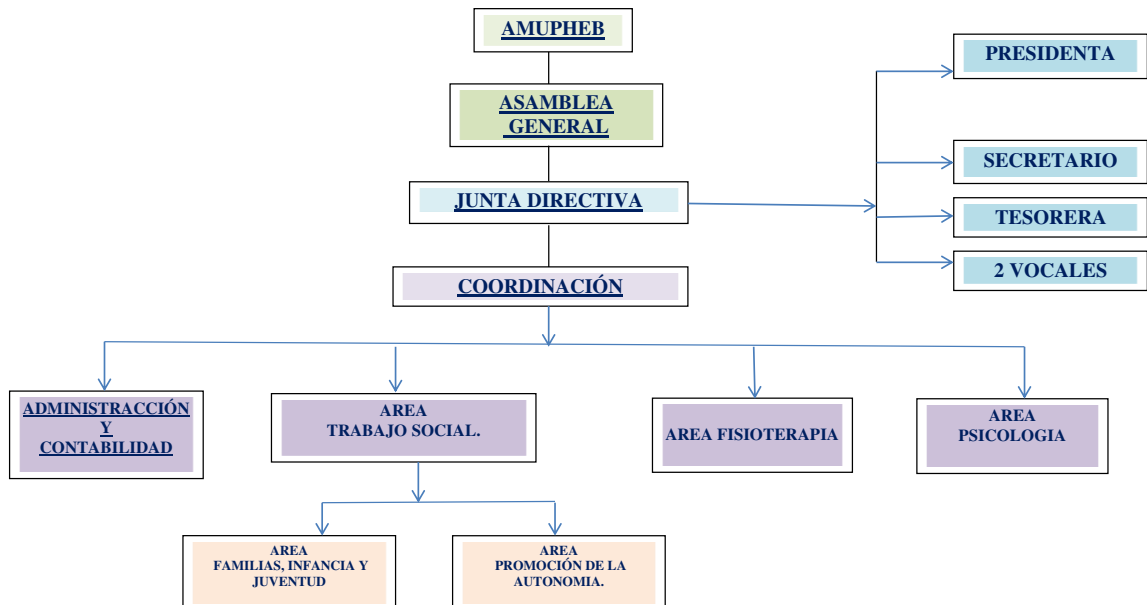 AMUPHEB
ASAMBLEA
GENERAL
JUNTA DIRECTIVA
PRESIDENTA
SECRETARIO
TESORERA
2 VOCALES
COORDINACIÓN
ADMINISTRACCIÓN
Y
CONTABILIDAD
AREA
TRABAJO SOCIAL.
AREA FISIOTERAPIA
AREA
PSICOLOGIA
AREA
FAMILIAS, INFANCIA Y
JUVENTUD
AREA
PROMOCIÓN DE LA
AUTONOMIA.